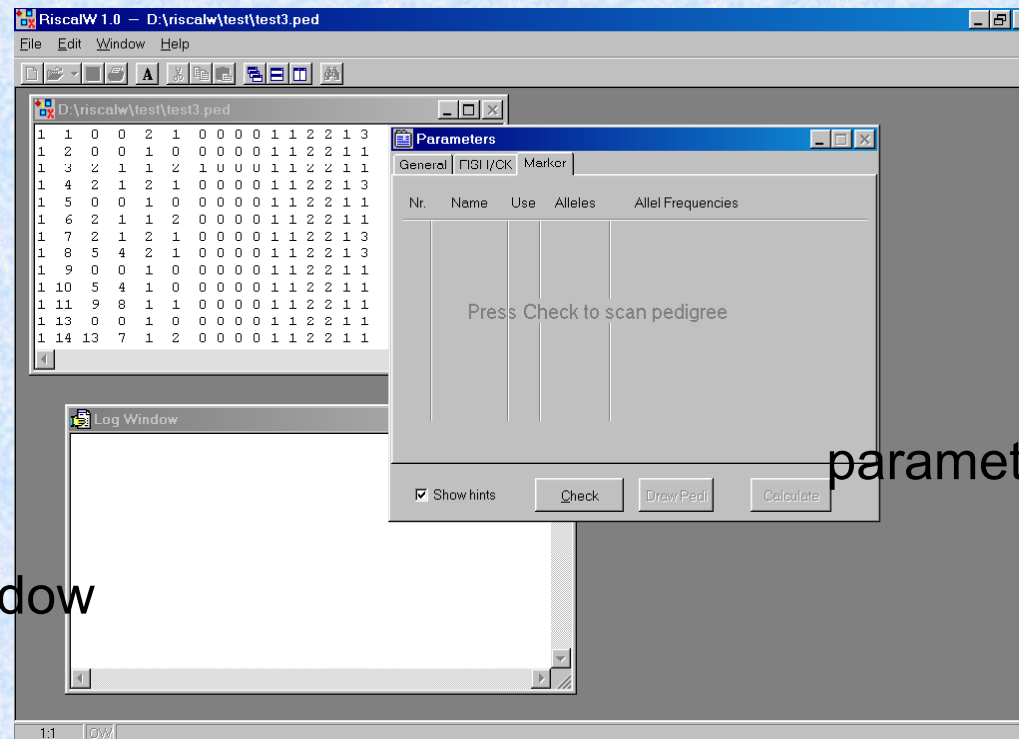 RiscalW 1.0 – D:\riscalw\test\test3.ped
File Edit Window Help
A
D:\riscalw\test\test3.ped
1 1 0 0 2 1 0 0 0 0 1 1 2 2 1 3
1 2 0 0 1 0 0 0 0 0 1 1 2 2 1 1
1 3 2 1 1 2 1 0 0 0 1 1 2 2 1 1
1 4 2 1 2 1 0 0 0 0 1 1 2 2 1 3
1 5 0 0 1 0 0 0 0 0 1 1 2 2 1 1
1 6 2 1 1 2 0 0 0 0 1 1 2 2 1 1
1 7 2 1 2 1 0 0 0 0 1 1 2 2 1 3
1 8 5 4 2 1 0 0 0 0 1 1 2 2 1 3
1 9 0 0 1 0 0 0 0 0 1 1 2 2 1 1
1 10 5 4 1 0 0 0 0 0 1 1 2 2 1 1
1 11 9 8 1 1 0 0 0 0 1 1 2 2 1 1
1 13 0 0 1 0 0 0 0 0 1 1 2 2 1 1
1 14 13 7 1 2 0 0 0 0 1 1 2 2 1 1
Parameters
General FISH/CK Marker
Nr. Name Use Alleles Allel Frequencies
Press Check to scan pedigree
Show hints Check Draw Pedi Calculate
paramet
Log Window
dow
1:1 OW